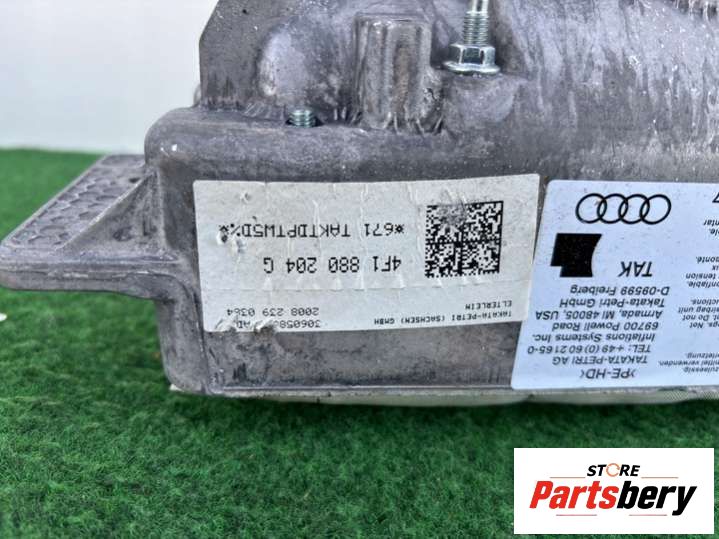 TAKATA-PETRI (SACHSEN) GMBH
ELTERLEIN 2008 239 0364
4F1 880 204 G
*671 TAKTDPTW5D%*
>PE-HD<
TAKATA-PETRI AG
TEL: ++49 (0) 60 21 65-0
Inflations Systems Inc.
69700 Powell Road
Armada, MI 48005, USA
Takata-Petri GmbH
D-09599 Freiberg
TAK
mittel verwenden.
STORE
Partsbery